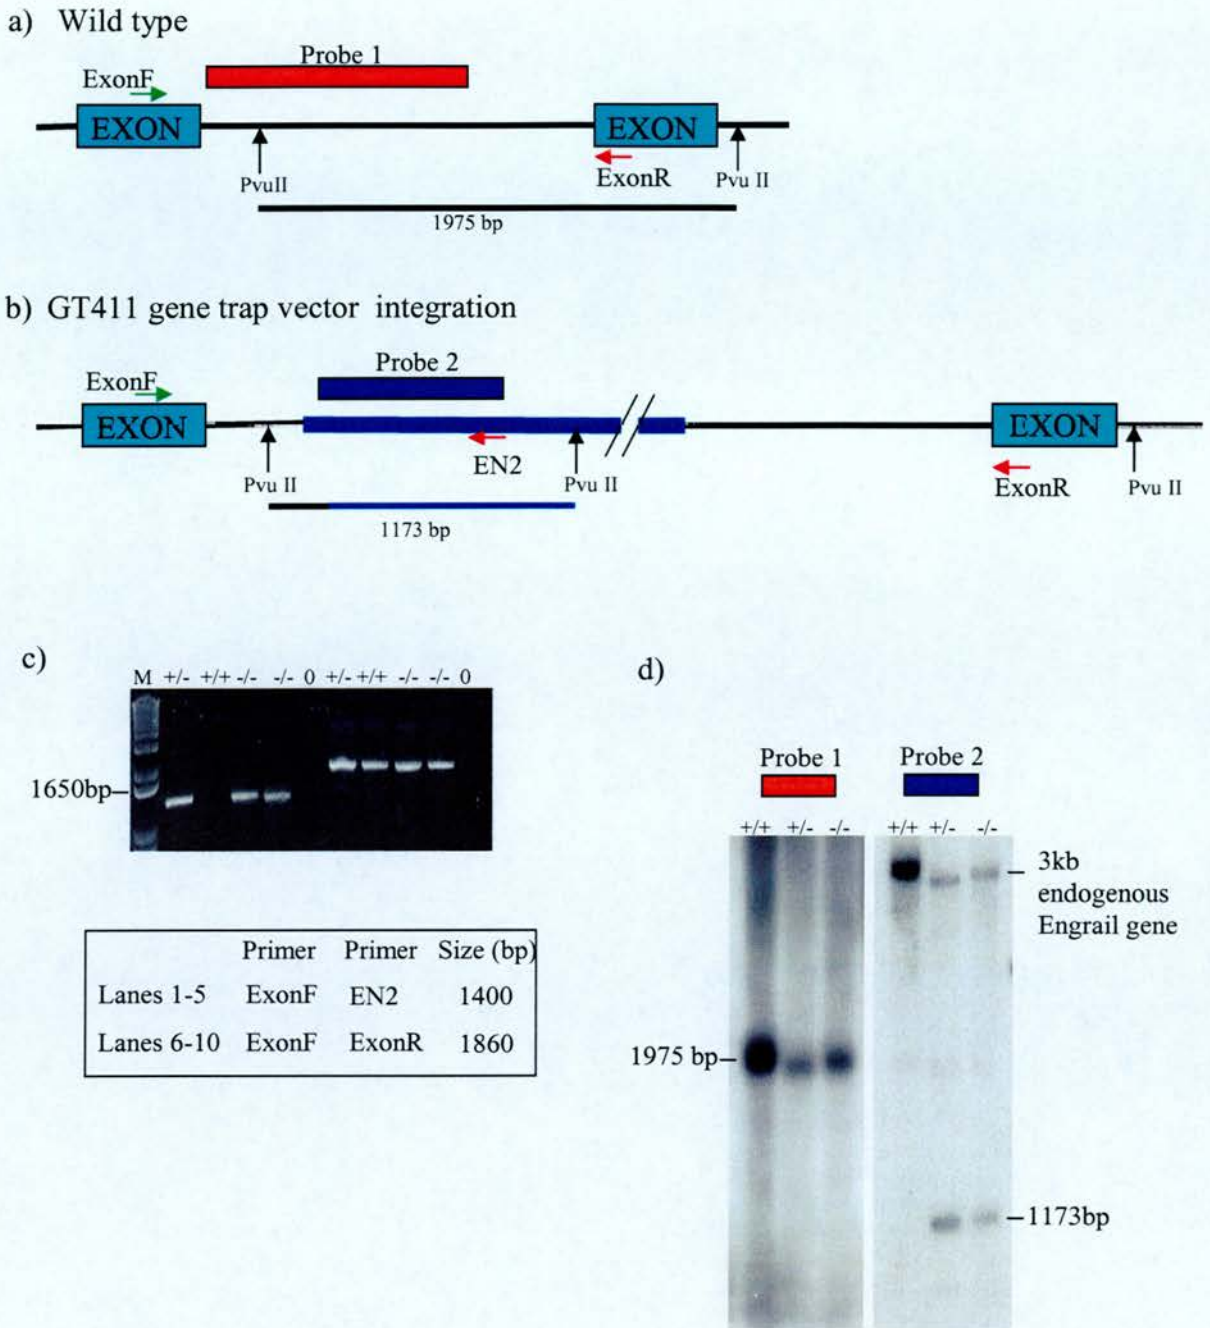 a) Wild type
Probe 1
ExonF
EXON
EXON
PvuII
ExonR
Pvu II
1975 bp
b) GT411 gene trap vector integration
Probe 2
ExonF
EXON
EXON
EN2
Pvu II
Pvu II
ExonR
Pvu II
1173 bp
c)
M +/- +/+ -/- -/- 0 +/- +/+ -/- -/- 0
1650bp
Primer Primer Size (bp)
Lanes 1-5 ExonF EN2 1400
Lanes 6-10 ExonF ExonR 1860
d)
Probe 1
Probe 2
+/+ +/- -/-
+/+ +/- -/-
3kb
endogenous
Engrail gene
1975 bp
1173bp